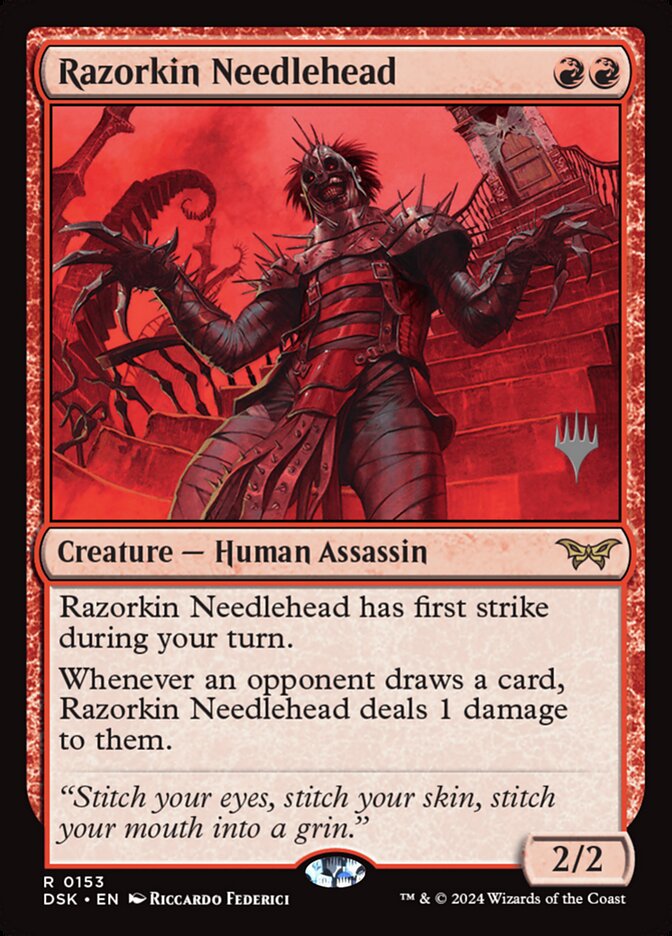 Razorkin Needlehead
Creature — Human Assassin
Razorkin Needlehead has first strike
during your turn.
Whenever an opponent draws a card,
Razorkin Needlehead deals 1 damage
to them.
“Stitch your eyes, stitch your skin, stitch
your mouth into a grin.”
2/2
R 0153
DSK • EN Riccardo Federici
™ & © 2024 Wizards of the Coast